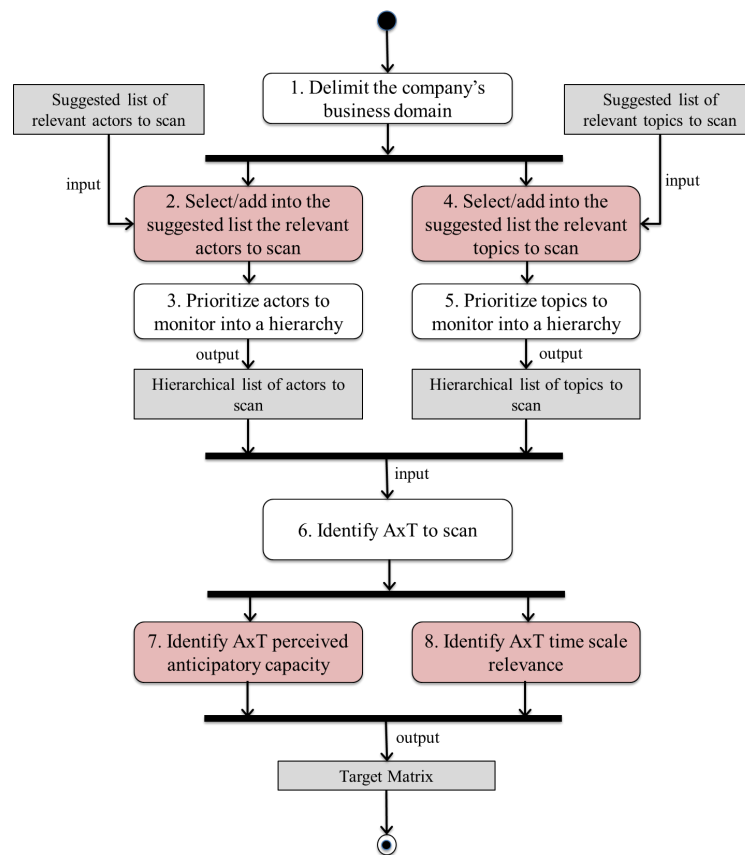 1. Delimit the company's
business domain
Suggested list of
relevant actors to scan
Suggested list of
relevant topics to scan
input
input
2. Select/add into the
suggested list the relevant
actors to scan
4. Select/add into the
suggested list the relevant
topics to scan
3. Prioritize actors to
monitor into a hierarchy
5. Prioritize topics to
monitor into a hierarchy
output
output
Hierarchical list of actors to
scan
Hierarchical list of topics to
scan
input
6. Identify AxT to scan
7. Identify AxT perceived
anticipatory capacity
8. Identify AxT time scale
relevance
output
Target Matrix